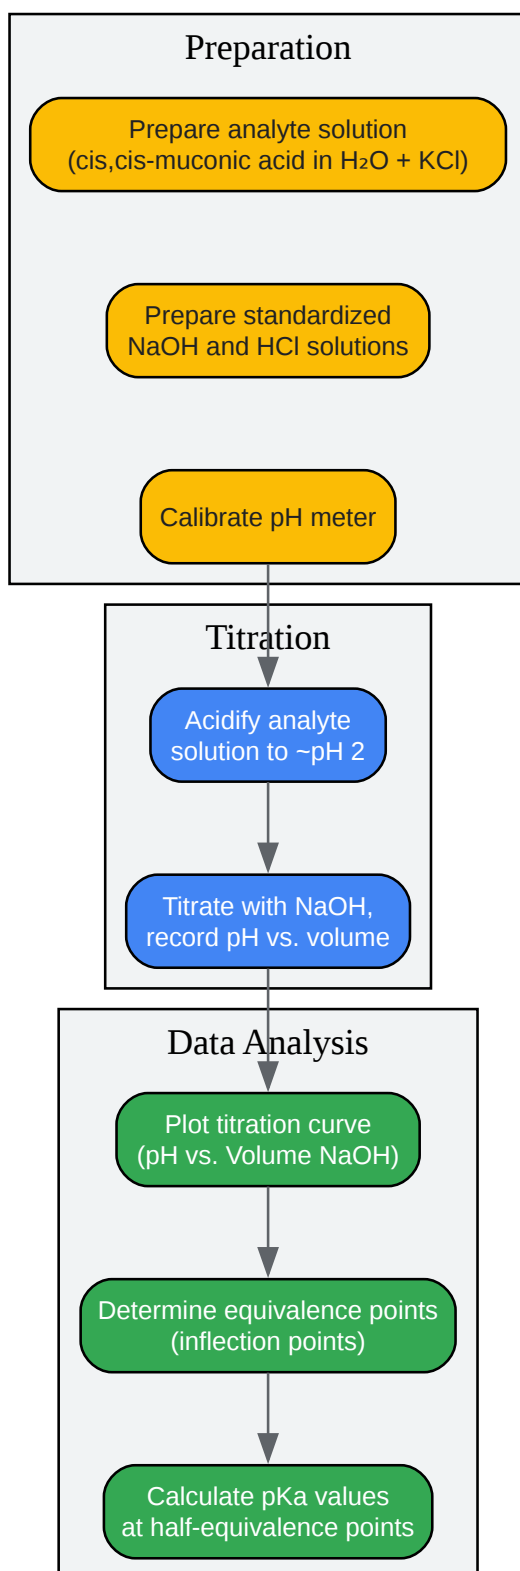 Preparation
Prepare analyte solution
(cis,cis-muconic acid in H₂O + KCl)
Prepare standardized
NaOH and HCl solutions
Calibrate pH meter
Titration
Acidify analyte
solution to ~pH 2
Titrate with NaOH,
record pH vs. volume
Data Analysis
Plot titration curve
(pH vs. Volume NaOH)
Determine equivalence points
(inflection points)
Calculate pKa values
at half-equivalence points